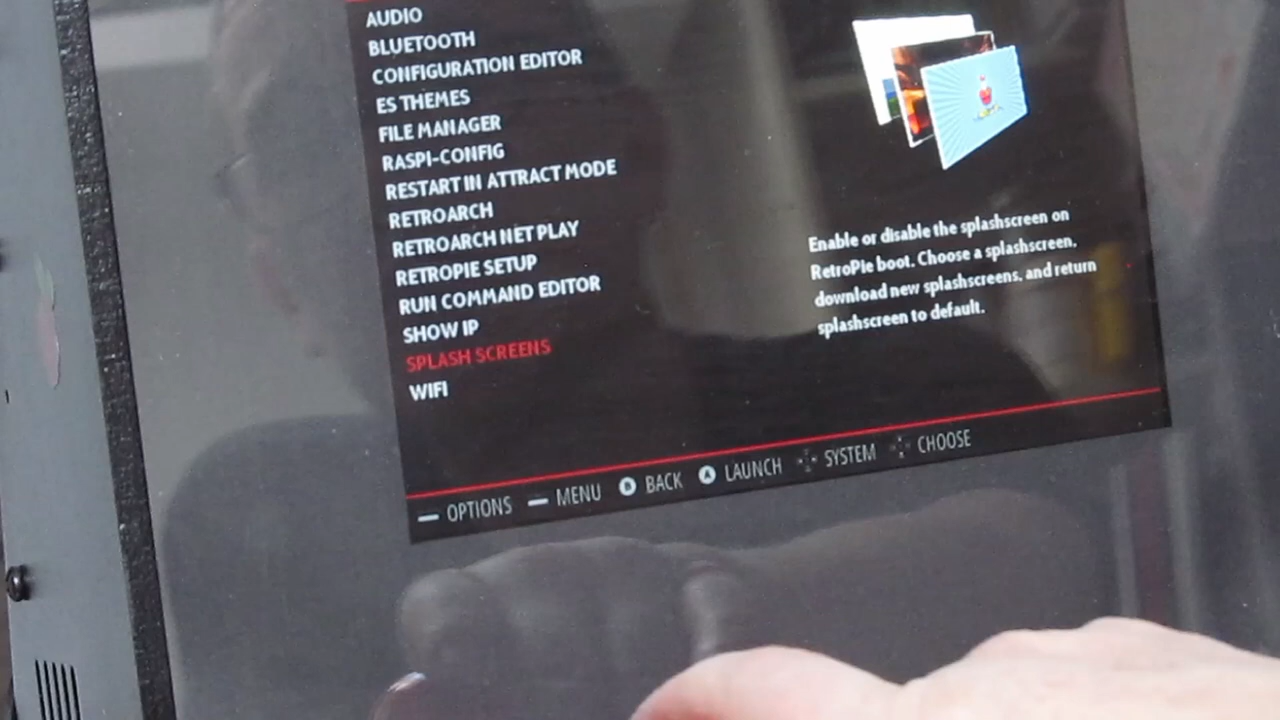 AUDIO
BLUETOOTH
CONFIGURATION EDITOR
ES THEMES
FILE MANAGER
RASPI-CONFIG
RESTART IN ATTRACT MODE
RETROARCH
RETROARCH NET PLAY
RETROPIE SETUP
RUN COMMAND EDITOR
SHOW IP
SPLASH SCREENS
WIFI
Enable or disable the splashscreen on
RetroPie boot. Choose a splashscreen,
download new splashscreens, and return
splashscreen to default.
OPTIONS MENU B BACK A LAUNCH SYSTEM CHOOSE